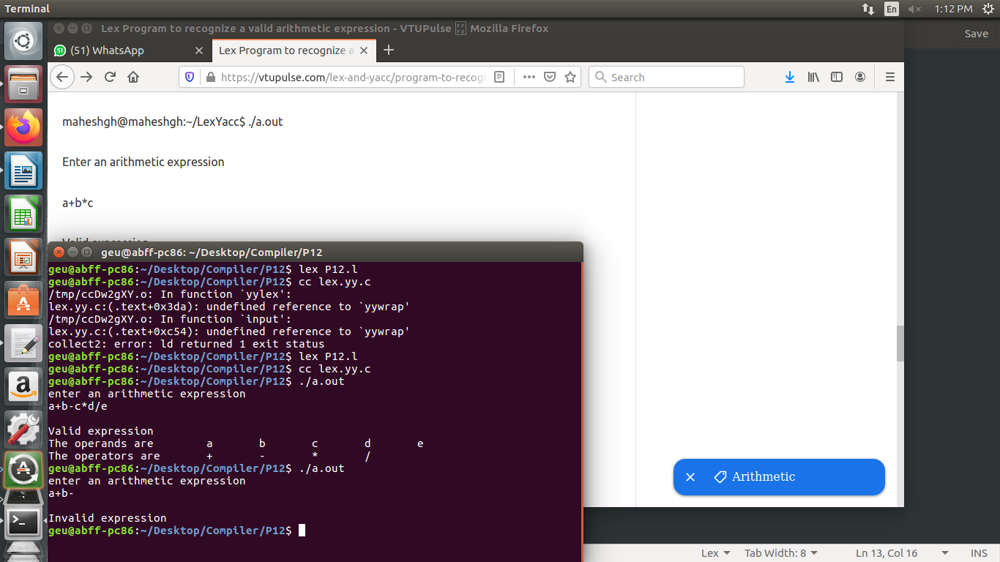 Terminal
En
1:12 PM
Lex Program to recognize a valid arithmetic expression - VTUPulse
Mozilla Firefox
Save
(51) WhatsApp
Lex Program to recognize a
https://vtupulse.com/lex-and-yacc/program-to-recogn
Search
maheshgh@maheshgh:~/LexYacc$ ./a.out
Enter an arithmetic expression
a+b*c
Valid expression
geu@abff-pc86: ~/Desktop/Compiler/P12
geu@abff-pc86:~/Desktop/Compiler/P12$ lex P12.l
geu@abff-pc86:~/Desktop/Compiler/P12$ cc lex.yy.c
/tmp/ccDw2gXY.o: In function `yylex':
lex.yy.c:(.text+0x3da): undefined reference to `yywrap'
/tmp/ccDw2gXY.o: In function `input':
lex.yy.c:(.text+0xc54): undefined reference to `yywrap'
collect2: error: ld returned 1 exit status
geu@abff-pc86:~/Desktop/Compiler/P12$ lex P12.l
geu@abff-pc86:~/Desktop/Compiler/P12$ cc lex.yy.c
geu@abff-pc86:~/Desktop/Compiler/P12$ ./a.out
enter an arithmetic expression
a+b-c*d/e
Valid expression
The operands are a b c d e
The operators are + - * /
geu@abff-pc86:~/Desktop/Compiler/P12$ ./a.out
enter an arithmetic expression
a+b-
Invalid expression
geu@abff-pc86:~/Desktop/Compiler/P12$
Arithmetic
Lex
Tab Width: 8
Ln 13, Col 16
INS